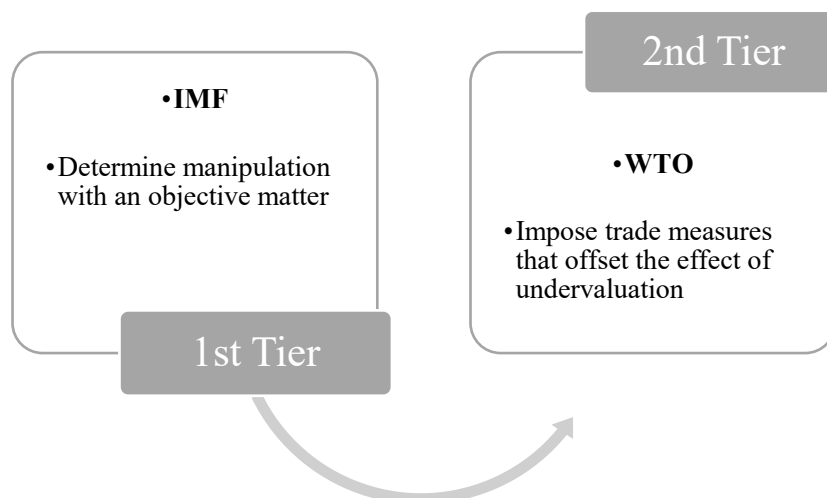 •IMF
•Determine manipulation
with an objective matter
1st Tier
2nd Tier
•WTO
•Impose trade measures
that offset the effect of
undervaluation